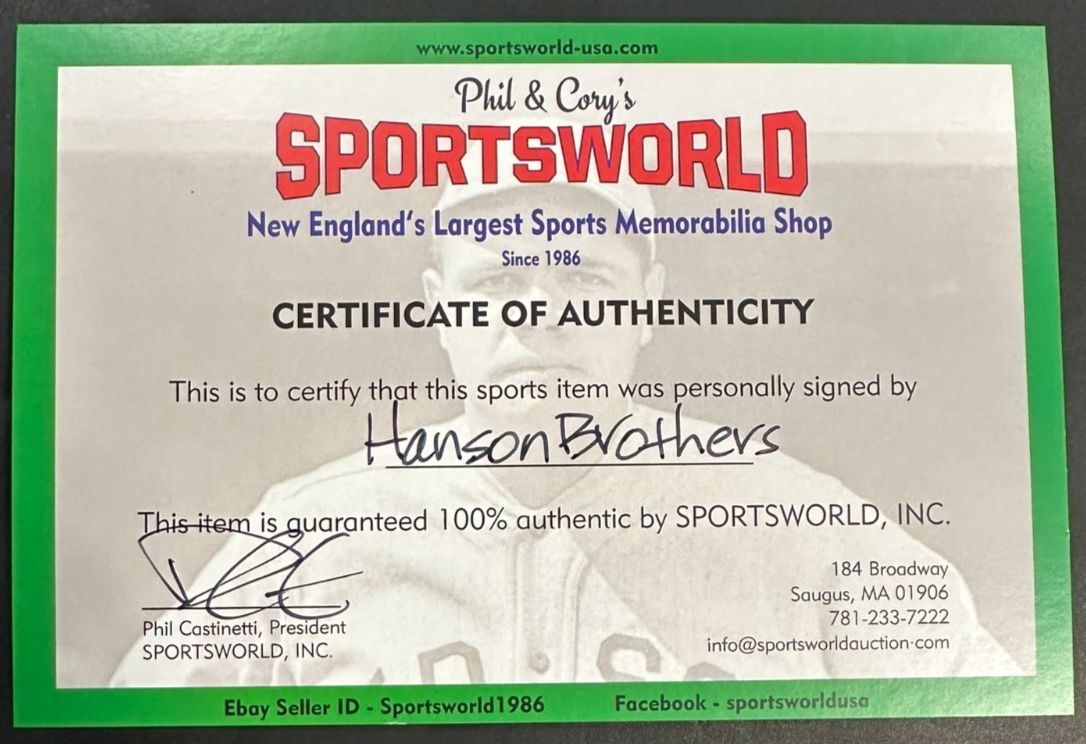 www.sportsworld-usa.com
Phil & Cory's
SPORTSWORLD
New England's Largest Sports Memorabilia Shop
Since 1986
CERTIFICATE OF AUTHENTICITY
This is to certify that this sports item was personally signed by
Hanson Brothers
This item is guaranteed 100% authentic by SPORTSWORLD, INC.
184 Broadway
Saugus, MA 01906
781-233-7222
info@sportsworldauction.com
Phil Castinetti, President
SPORTSWORLD, INC.
Ebay Seller ID - Sportsworld1986
Facebook - sportsworldusa